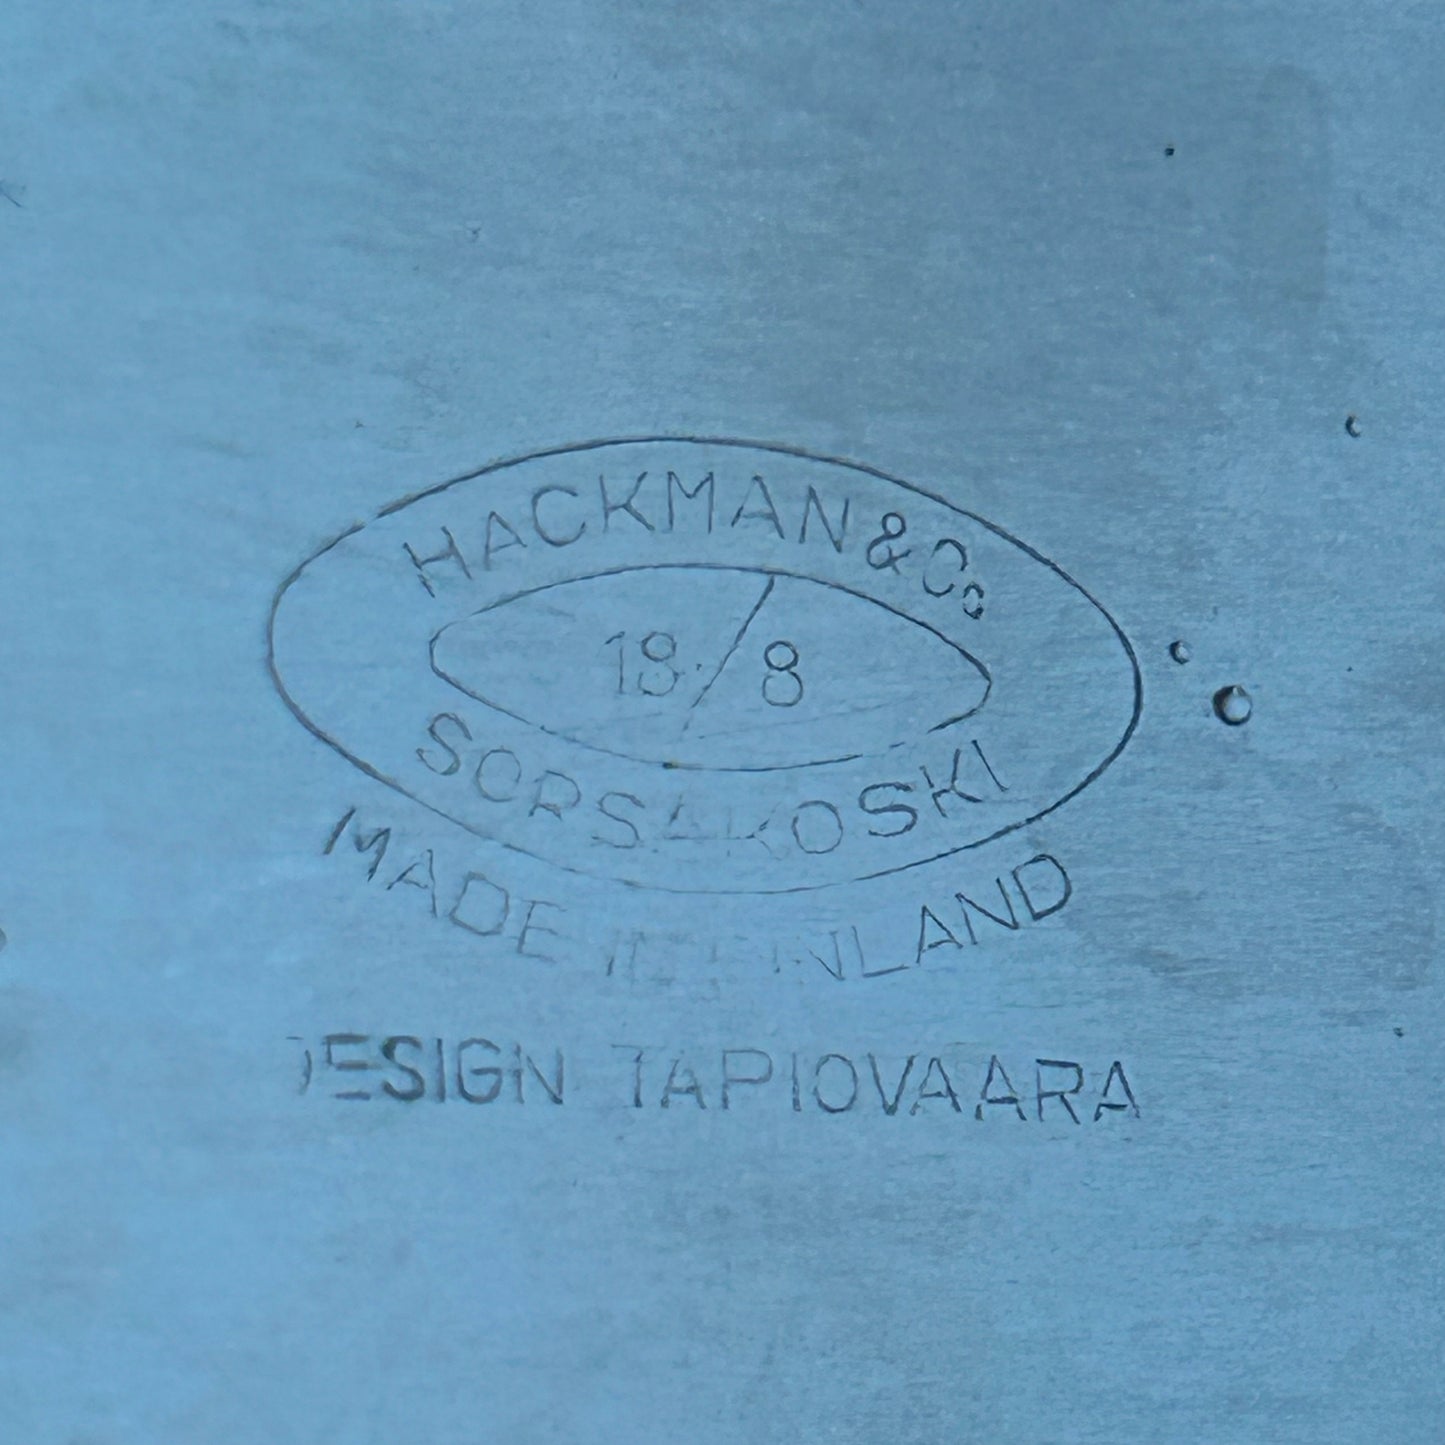 HACKMAN & Co
18/8
SORSAKOSKI
MADE IN FINLAND
DESIGN TAPIOVAARA